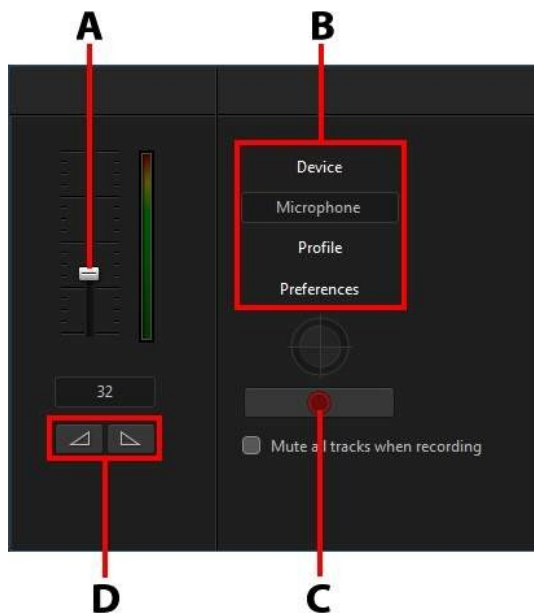 A
B
Device
Microphone
Profile
Preferences
32
Mute all tracks when recording
D
C